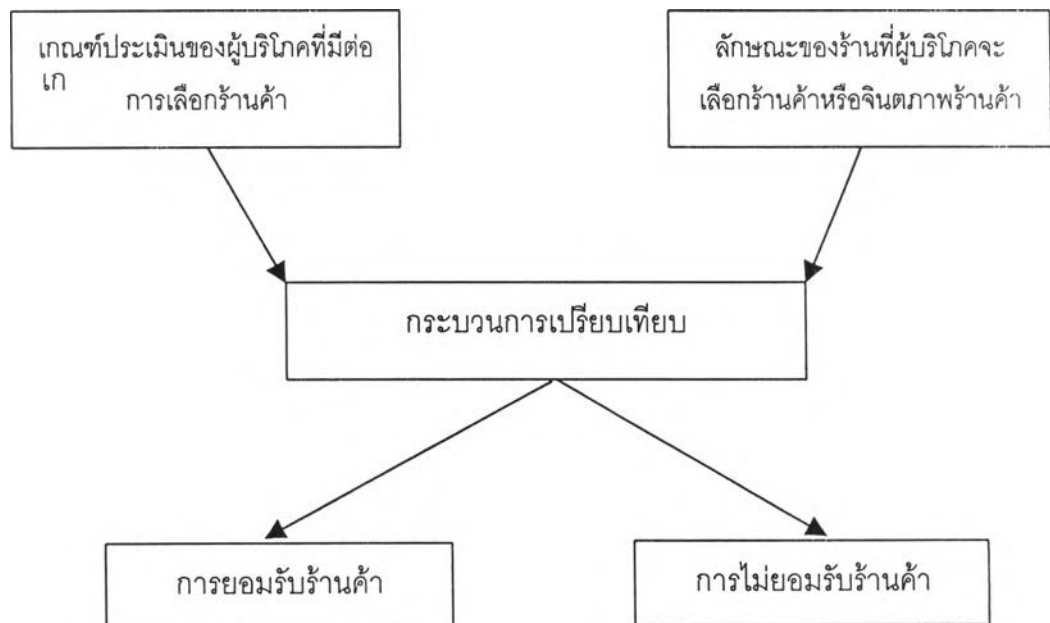 เกณฑ์ประเมินของผู้บริโภคที่มีต่อ
เก
การเลือกร้านค้า
ลักษณะของร้านที่ผู้บริโภคจะ
เลือกร้านค้าหรือจินตภาพร้านค้า
กระบวนการเปรียบเทียบ
การยอมรับร้านค้า
การไม่ยอมรับร้านค้า